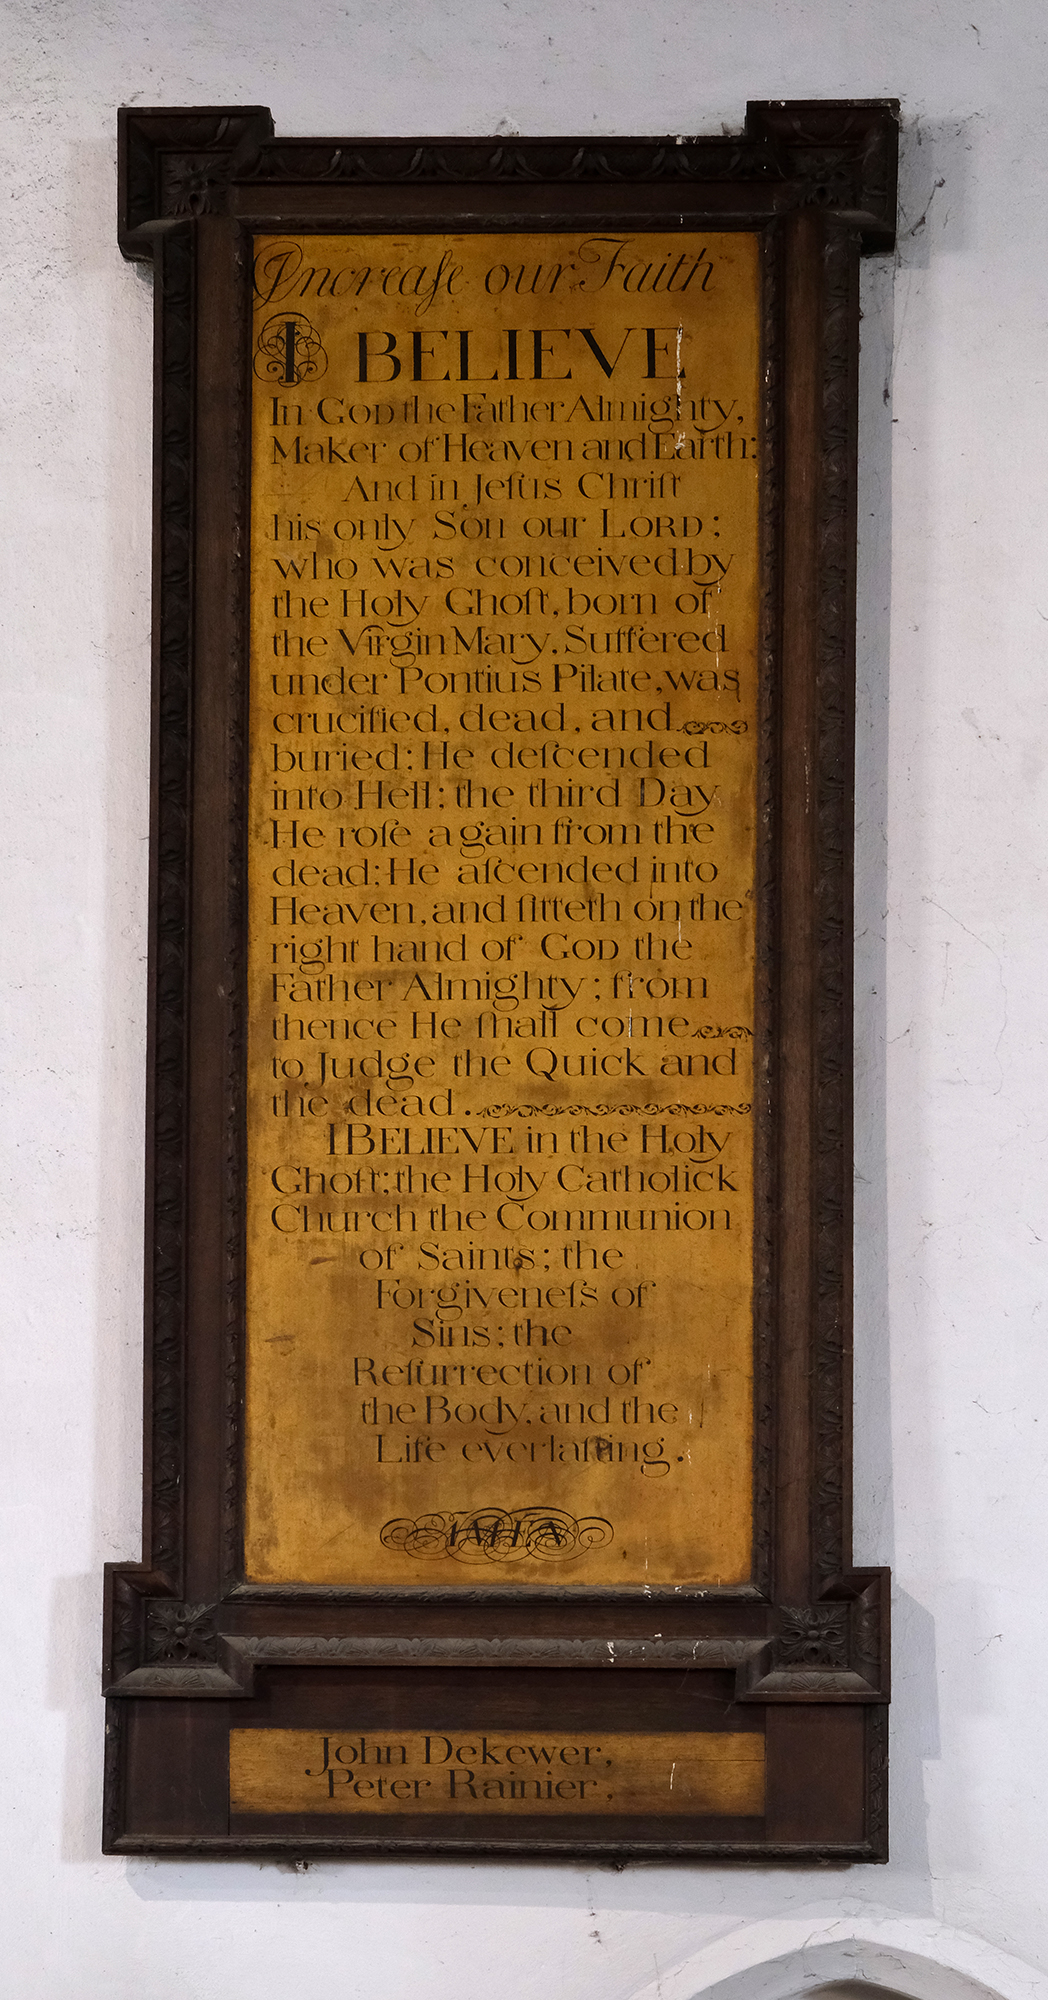 Increaſe our Faith
I BELIEVE
In GOD the Father Almighty,
Maker of Heaven and Earth:
And in Jeſus Chriſt
his only Son our LORD;
who was conceived by
the Holy Ghoſt, born of
the Virgin Mary, Suffered
under Pontius Pilate, was
crucified, dead, and
buried: He deſcended
into Hell; the third Day
He roſe again from the
dead: He aſcended into
Heaven, and ſitteth on the
right hand of GOD the
Father Almighty; from
thence He ſhall come
to Judge the Quick and
the dead.
I BELIEVE in the Holy
Ghoſt; the Holy Catholick
Church the Communion
of Saints; the
Forgiveneſs of
Sins; the
Reſurrection of
the Body, and the
Life everlaſting.
AMEN
John Dekewer,
Peter Rainier,